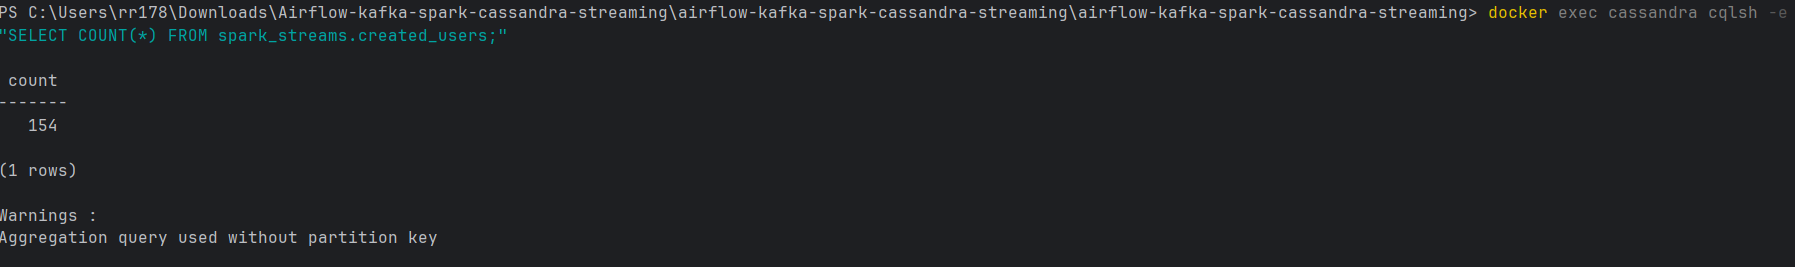 PS C:\Users\rr178\Downloads\Airflow-kafka-spark-cassandra-streaming\airflow-kafka-spark-cassandra-streaming\airflow-kafka-spark-cassandra-streaming> docker exec cassandra cqlsh -e
"SELECT COUNT(*) FROM spark_streams.created_users;"
count
-------
154
(1 rows)
Warnings :
Aggregation query used without partition key